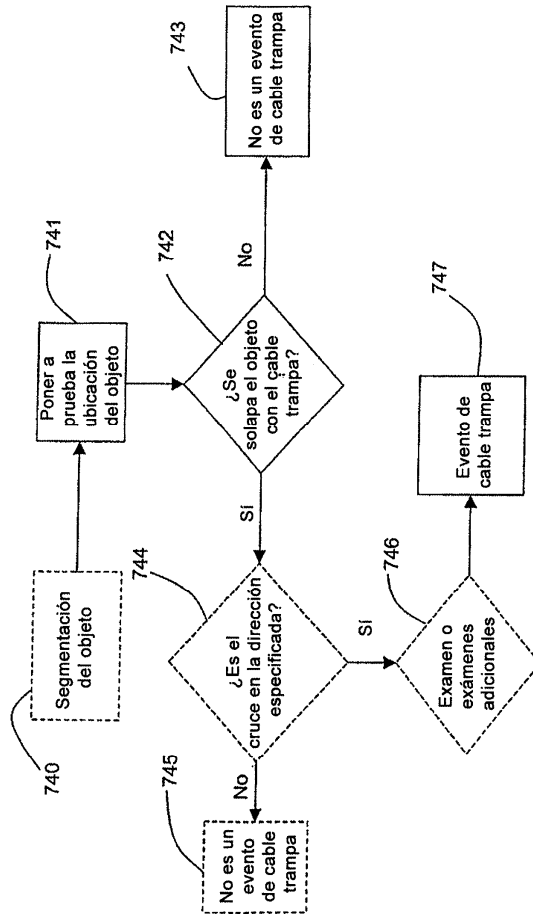 740
Segmentación
del objeto
741
Poner a
prueba la
ubicación
del objeto
742
¿Se
solapa el objeto
con el cable
trampa?
No
743
No es un evento
de cable trampa
Sí
744
¿Es el
cruce en la dirección
especificada?
No
745
No es un
evento
de cable
trampa
Sí
746
Examen o
exámenes
adicionales
747
Evento de
cable trampa